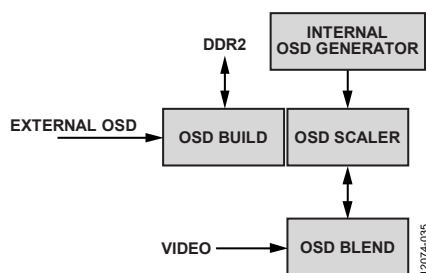 INTERNAL
OSD GENERATOR
DDR2
EXTERNAL OSD
OSD BUILD
OSD SCALER
VIDEO
OSD BLEND
12074-035